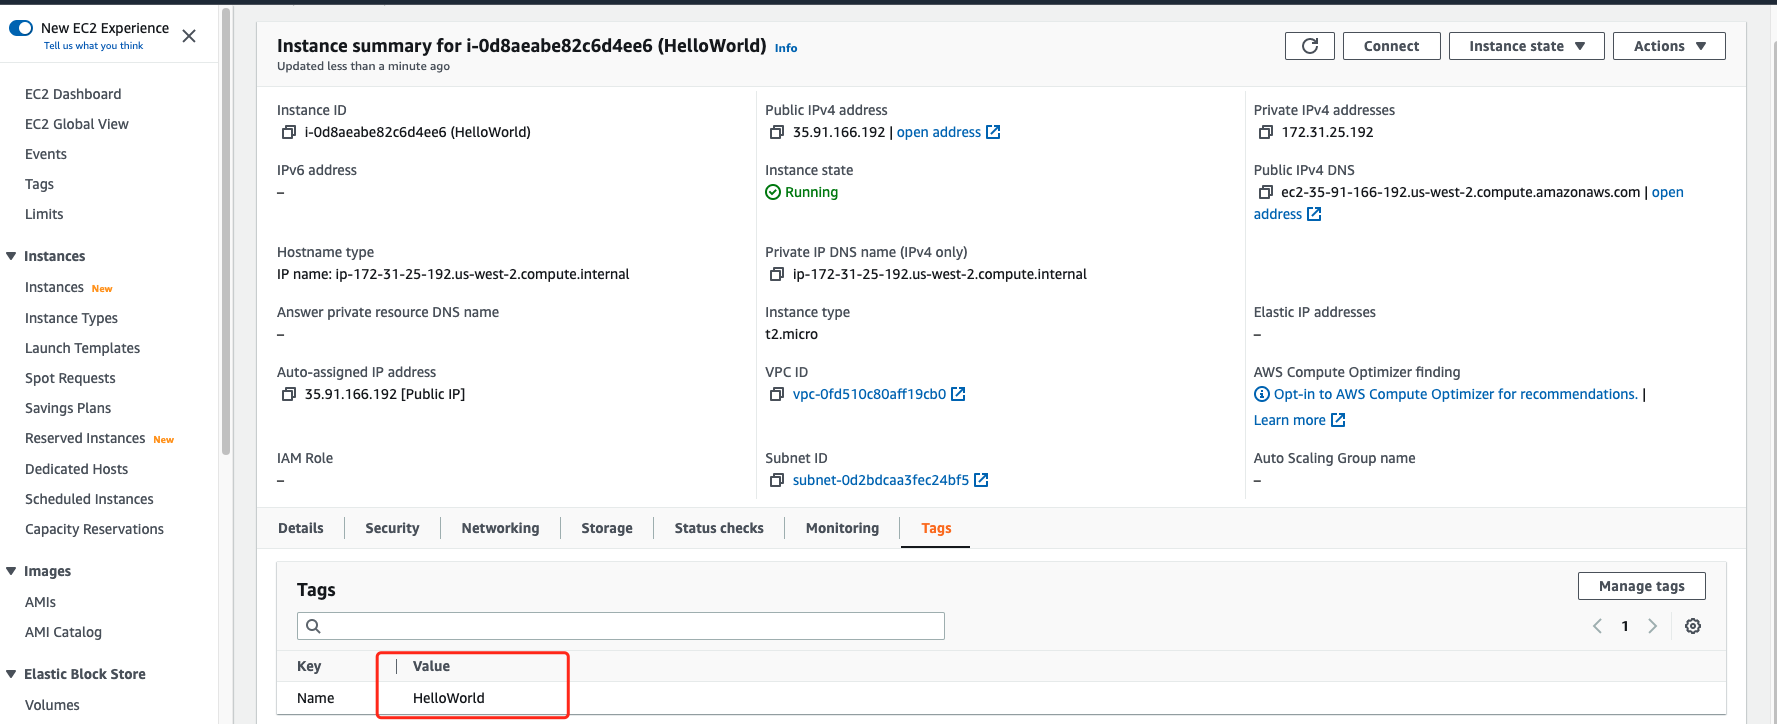 New EC2 Experience
Tell us what you think
EC2 Dashboard
EC2 Global View
Events
Tags
Limits
Instances
Instances New
Instance Types
Launch Templates
Spot Requests
Savings Plans
Reserved Instances New
Dedicated Hosts
Scheduled Instances
Capacity Reservations
Images
AMIs
AMI Catalog
Elastic Block Store
Volumes
Instance summary for i-0d8aeabe82c6d4ee6 (HelloWorld) Info
Updated less than a minute ago
Connect
Instance state
Actions
Instance ID
i-0d8aeabe82c6d4ee6 (HelloWorld)
Public IPv4 address
35.91.166.192 | open address
Private IPv4 addresses
172.31.25.192
IPv6 address
–
Instance state
Running
Public IPv4 DNS
ec2-35-91-166-192.us-west-2.compute.amazonaws.com | open
address
Hostname type
IP name: ip-172-31-25-192.us-west-2.compute.internal
Private IP DNS name (IPv4 only)
ip-172-31-25-192.us-west-2.compute.internal
Answer private resource DNS name
–
Instance type
t2.micro
Elastic IP addresses
–
Auto-assigned IP address
35.91.166.192 [Public IP]
VPC ID
vpc-0fd510c80aff19cb0
AWS Compute Optimizer finding
Opt-in to AWS Compute Optimizer for recommendations. |
Learn more
IAM Role
–
Subnet ID
subnet-0d2bdcaa3fec24bf5
Auto Scaling Group name
–
Details
Security
Networking
Storage
Status checks
Monitoring
Tags
Tags
Manage tags
1
Key
Value
Name
HelloWorld